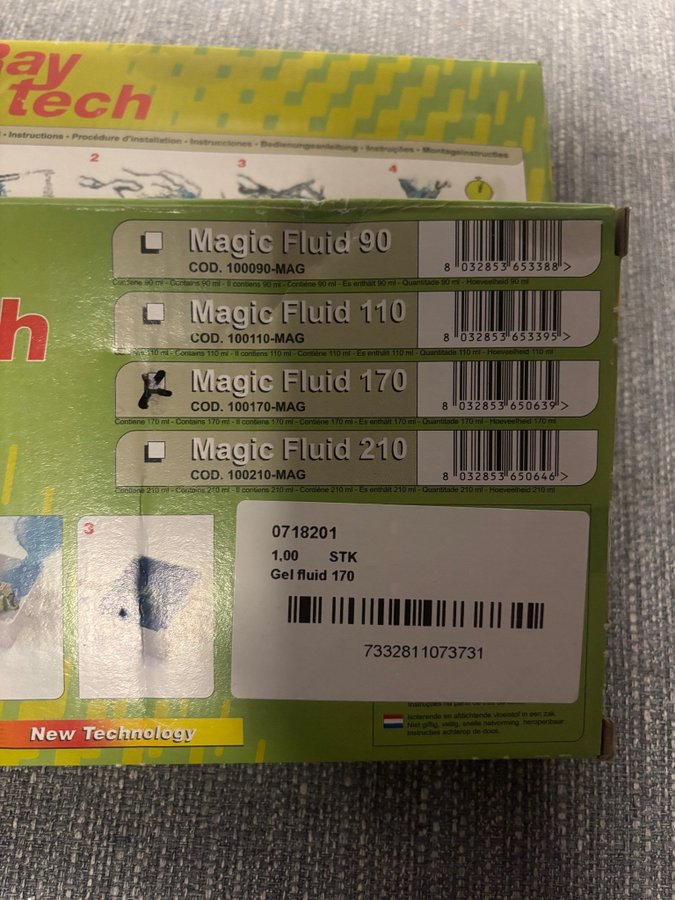 Ray
tech
Instructions • Procédure d'installation • Instrucciones • Bedienungsanleitung • Instruções • Montageinstructies
2
3
4
Magic Fluid 90
COD. 100090-MAG
8 032853 653388 >
Contiene 90 ml - Contains 90 ml - Il contiens 90 ml - Contiène 90 ml - Es enthält 90 ml - Quantitade 90 ml - Hoeveelheid 90 ml
Magic Fluid 110
COD. 100110-MAG
8 032853 653395 >
110 ml - Contains 110 ml - Il contiens 110 ml - Contiène 110 ml - Es enthält 110 ml - Quantitade 110 ml - Hoeveelheid 110 ml
h
Magic Fluid 170
COD. 100170-MAG
8 032853 650639 >
Contiene 170 ml - Contains 170 ml - Il contiens 170 ml - Contiène 170 ml - Es enthält 170 ml - Quantitade 170 ml - Hoeveelheid 170 ml
Magic Fluid 210
COD. 100210-MAG
8 032853 650646 >
Contiene 210 ml - Contains 210 ml - Il contiens 210 ml - Contiène 210 ml - Es enthält 210 ml - Quantitade 210 ml - Hoeveelheid 210 ml
3
0718201
1,00 STK
Gel fluid 170
7332811073731
Isolerende en afdichtende vloeistof in een zak.
Niet giftig, veilig, snelle netvorming, heropenbaar.
Instructies achterop de doos.
New Technology